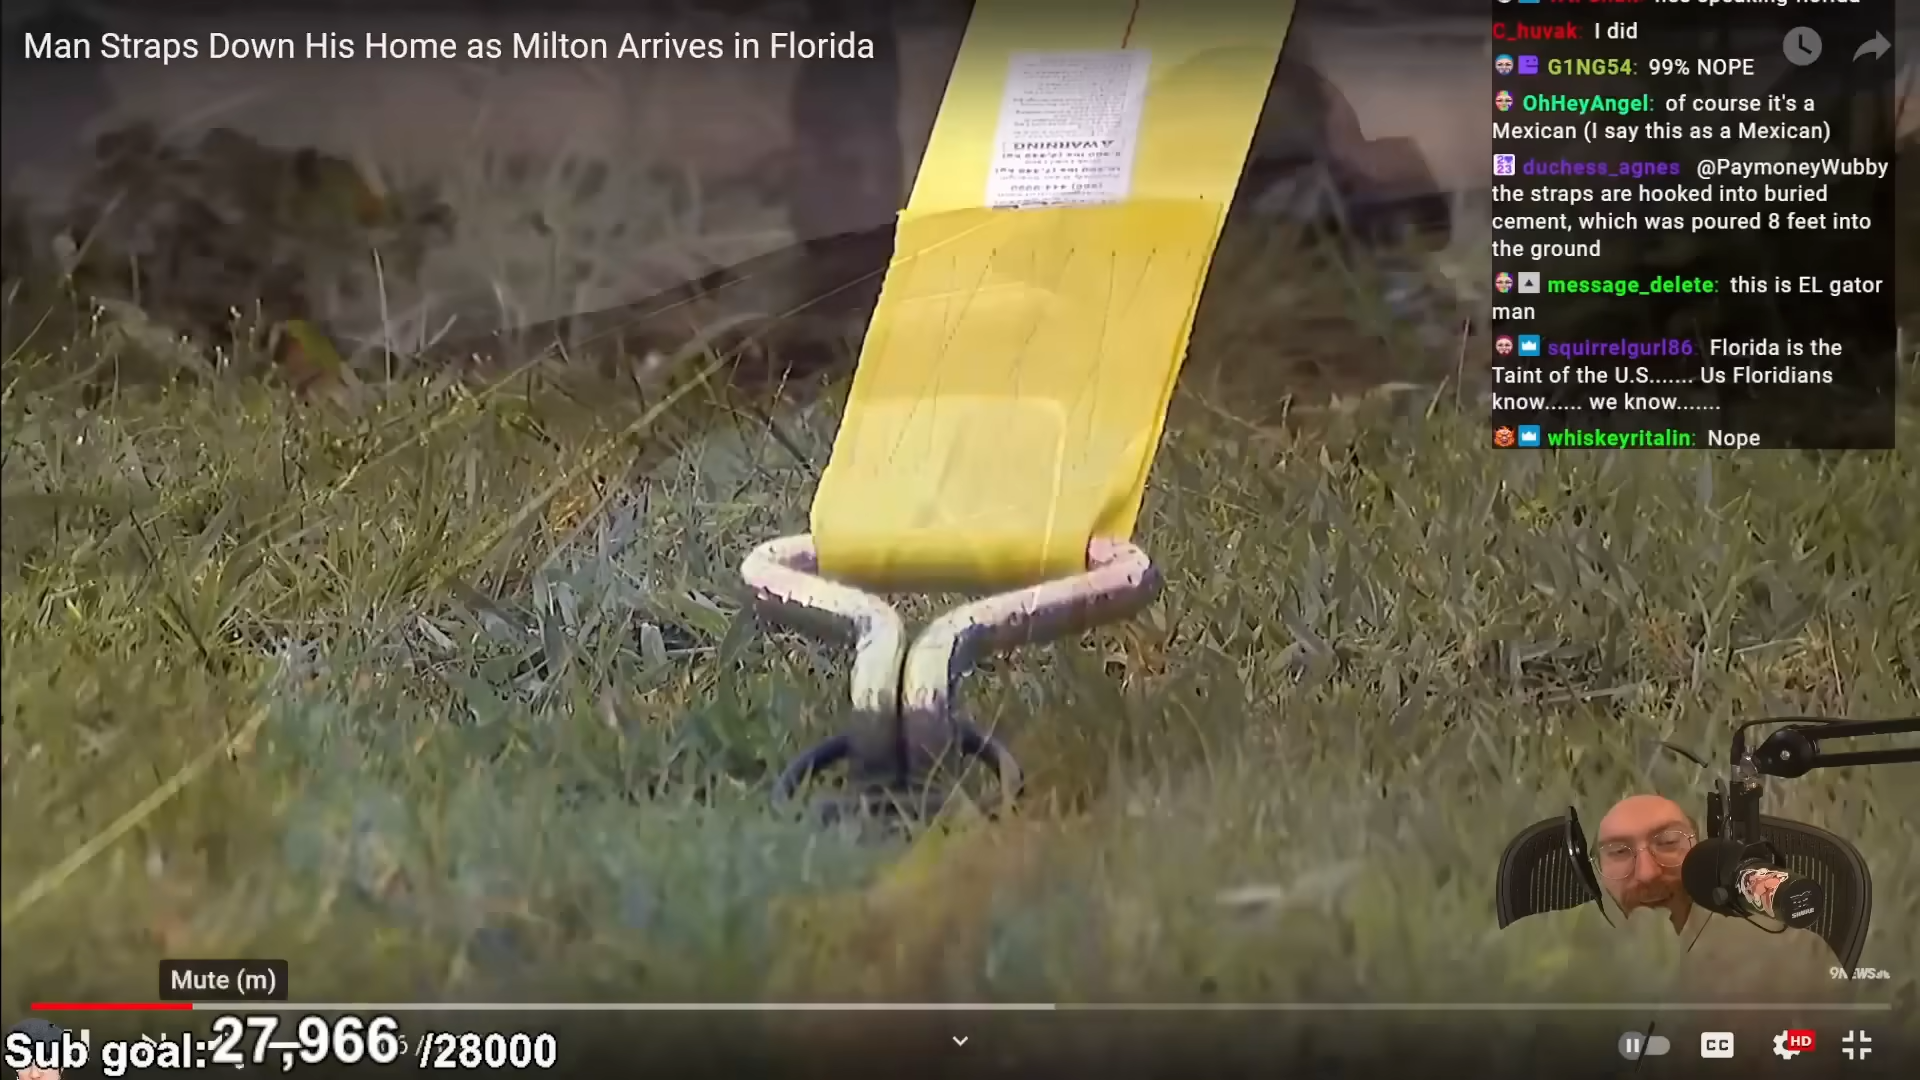 Man Straps Down His Home as Milton Arrives in Florida
C_huvak: I did
G1NG54: 99% NOPE
OhHeyAngel: of course it's a
Mexican (I say this as a Mexican)
duchess_agnes @PaymoneyWubby
the straps are hooked into buried
cement, which was poured 8 feet into
the ground
message_delete: this is EL gator
man
squirrelgurl86: Florida is the
Taint of the U.S....... Us Floridians
know...... we know.......
whiskeyritalin: Nope
WARNING
SHURE
9NEWS
Mute (m)
Sub goal: 27,966 /28000
CC
HD